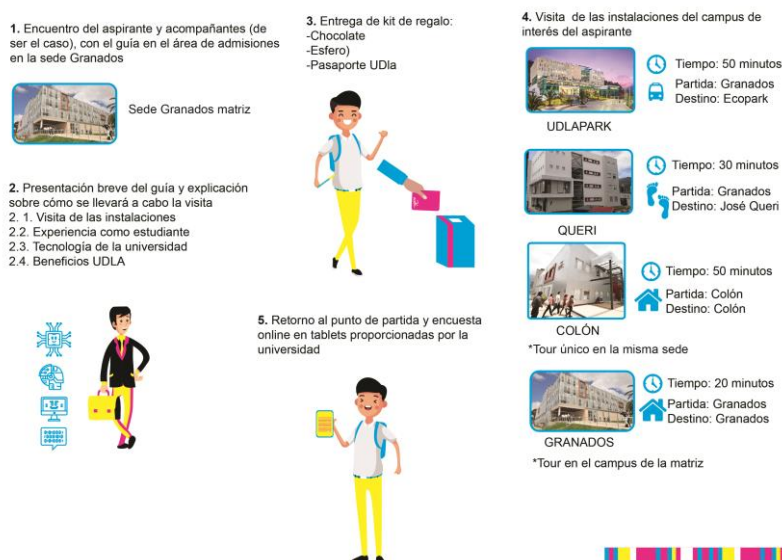 1. Encuentro del aspirante y acompañantes (de
ser el caso), con el guía en el área de admisiones
en la sede Granados
Sede Granados matriz
2. Presentación breve del guía y explicación
sobre cómo se llevará a cabo la visita
2. 1. Visita de las instalaciones
2.2. Experiencia como estudiante
2.3. Tecnología de la universidad
2.4. Beneficios UDLA
3. Entrega de kit de regalo:
-Chocolate
-Esfero)
-Pasaporte UDla
4. Visita de las instalaciones del campus de
interés del aspirante
Tiempo: 50 minutos
Partida: Granados
Destino: Ecopark
UDLAPARK
Tiempo: 30 minutos
Partida: Granados
Destino: José Queri
QUERI
Tiempo: 50 minutos
Partida: Colón
Destino: Colón
COLÓN
*Tour único en la misma sede
Tiempo: 20 minutos
Partida: Granados
Destino: Granados
GRANADOS
*Tour en el campus de la matriz
5. Retorno al punto de partida y encuesta
online en tablets proporcionadas por la
universidad